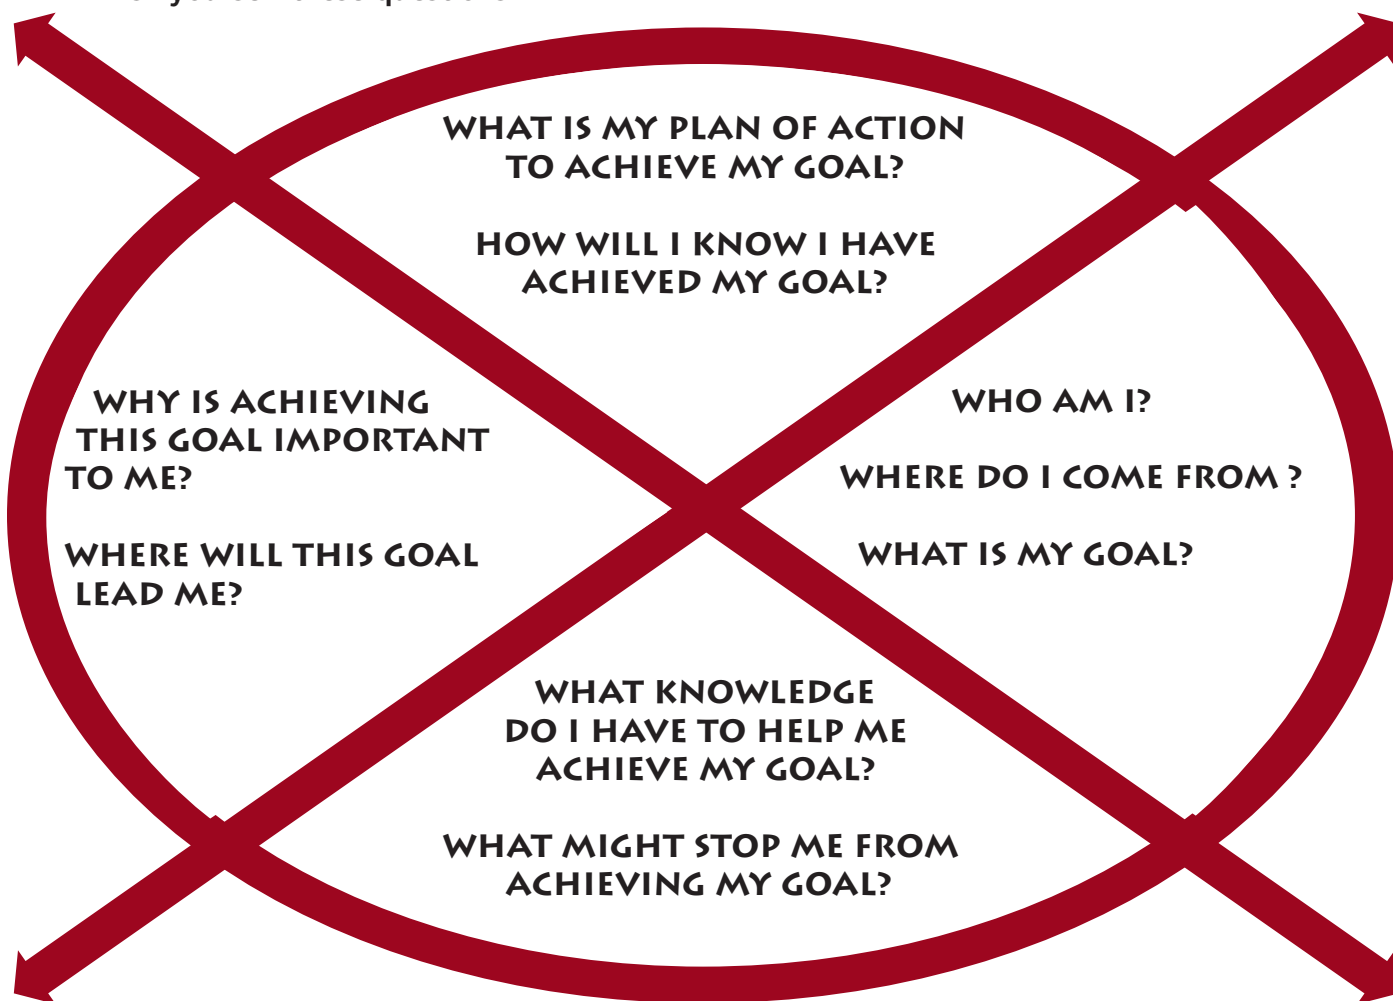 WHAT IS MY PLAN OF ACTION
TO ACHIEVE MY GOAL?
HOW WILL I KNOW I HAVE
ACHIEVED MY GOAL?
WHY IS ACHIEVING
THIS GOAL IMPORTANT
TO ME?
WHERE WILL THIS GOAL
LEAD ME?
WHO AM I?
WHERE DO I COME FROM ?
WHAT IS MY GOAL?
WHAT KNOWLEDGE
DO I HAVE TO HELP ME
ACHIEVE MY GOAL?
WHAT MIGHT STOP ME FROM
ACHIEVING MY GOAL?